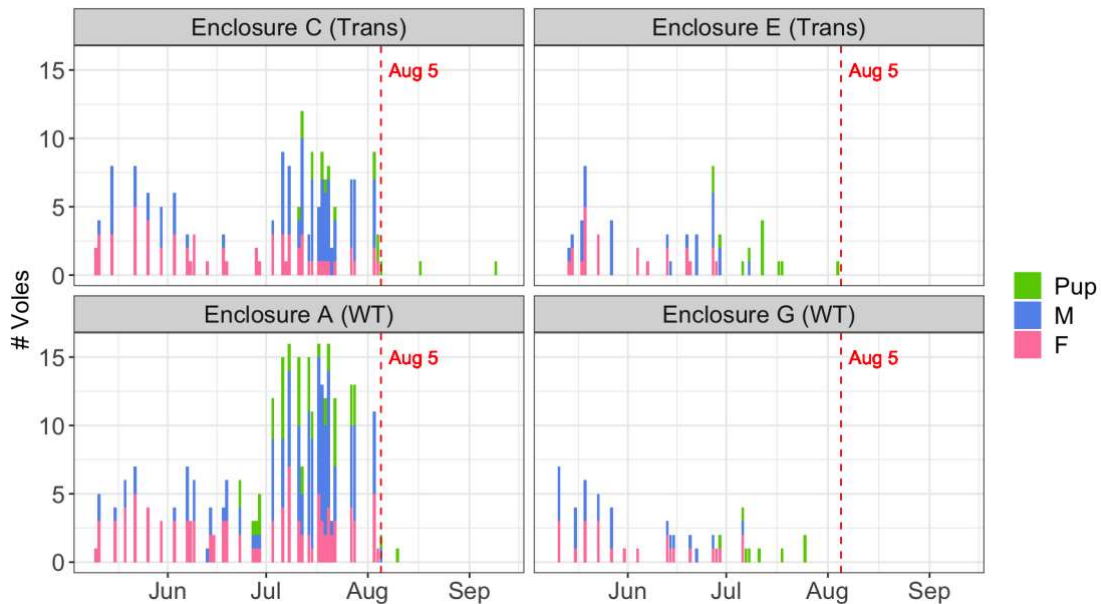 Enclosure C (Trans)
Enclosure E (Trans)
15
10
5
0
Aug 5
Aug 5
Enclosure A (WT)
Enclosure G (WT)
15
10
5
0
Aug 5
Aug 5
# Voles
Jun
Jul
Aug
Sep
Jun
Jul
Aug
Sep
Pup
M
F